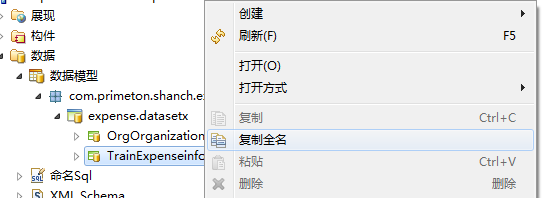 展现
构件
数据
数据模型
com.primeton.shanch.e
expense.datasetx
OrgOrganization
TrainExpenseinfo
命名Sql
XML Schema
创建
刷新(F) F5
打开(O)
打开方式
复制 Ctrl+C
复制全名
粘贴 Ctrl+V
删除 删除